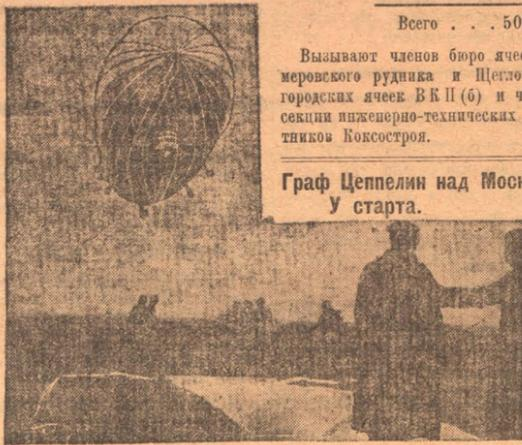 Всего . . . 50
Вызывают членов бюро ячее
меровского рудника и Щегло
городских ячеек ВКП(б) и ч
секции инженерно-технических
тников Коксостроя.
Граф Цеппелин над Моск
У старта.